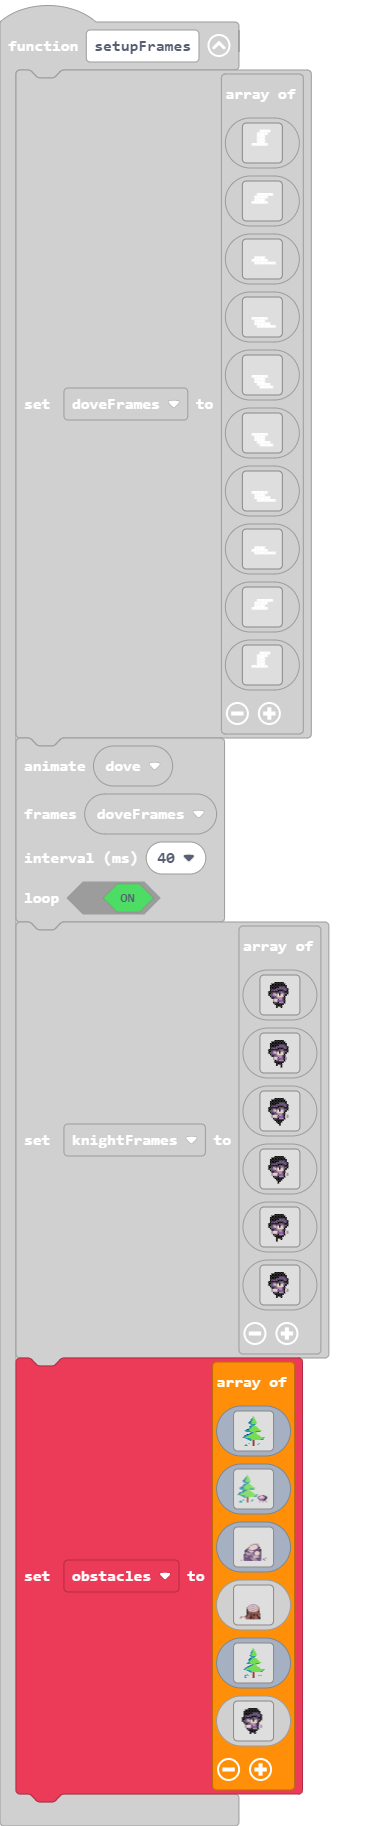 function setupFrames
array of
set doveFrames to
animate dove
frames doveFrames
interval (ms) 40
loop ON
array of
set knightFrames to
array of
set obstacles to